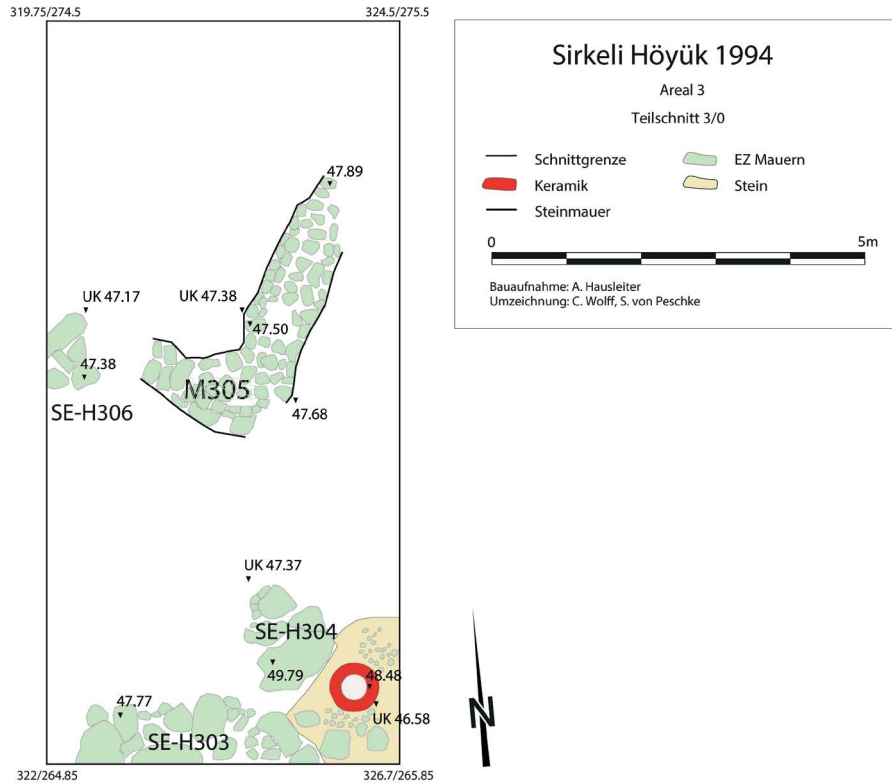 319.75/274.5
324.5/275.5
Sirkeli Höyük 1994
Areal 3
Teilschnitt 3/0
Schnittgrenze
EZ Mauern
Keramik
Stein
Steinmauer
0
5m
Bauaufnahme: A. Hausleiter
Umzeichnung: C. Wolff, S. von Peschke
47.89
UK 47.17
UK 47.38
47.50
47.38
M305
SE-H306
47.68
UK 47.37
SE-H304
49.79
48.48
47.77
UK 46.58
SE-H303
N
322/264.85
326.7/265.85